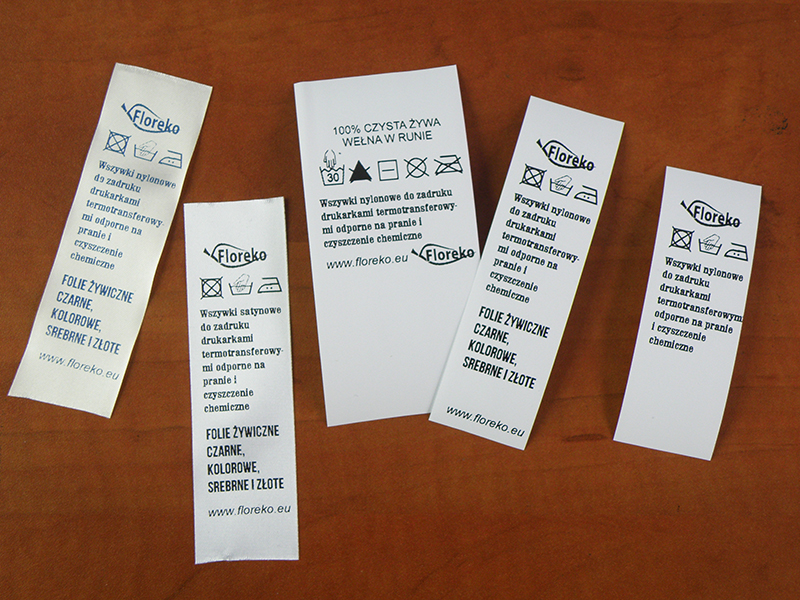 Floreko
Wszywki nylonowe
do zadruku
drukarkami
termotransferowy-
mi odporne na
pranie i
czyszczenie
chemiczne
FOLIE ŻYWICZNE
CZARNE,
KOLOROWE,
SREBRNE I ZŁOTE
www.floreko.eu
Floreko
Wszywki satynowe
do zadruku
drukarkami
termotransferowy-
mi odporne na
pranie i
czyszczenie
chemiczne
FOLIE ŻYWICZNE
CZARNE,
KOLOROWE,
SREBRNE I ZŁOTE
www.floreko.eu
100% CZYSTA ŻYWA
WEŁNA W RUNIE
30
Wszywki nylonowe do zadruku
drukarkami termotransferowy-
mi odporne na pranie i
czyszczenie chemiczne
www.floreko.eu Floreko
Floreko
Wszywki nylonowe
do zadruku
drukarkami
termotransferowy-
mi odporne na
pranie i
czyszczenie
chemiczne
FOLIE ŻYWICZNE
CZARNE,
KOLOROWE,
SREBRNE I ZŁOTE
www.floreko.eu
Floreko
Wszywki nylonowe
do zadruku
drukarkami
termotransferowym
odporne na pranie
i czyszczenie
chemiczne